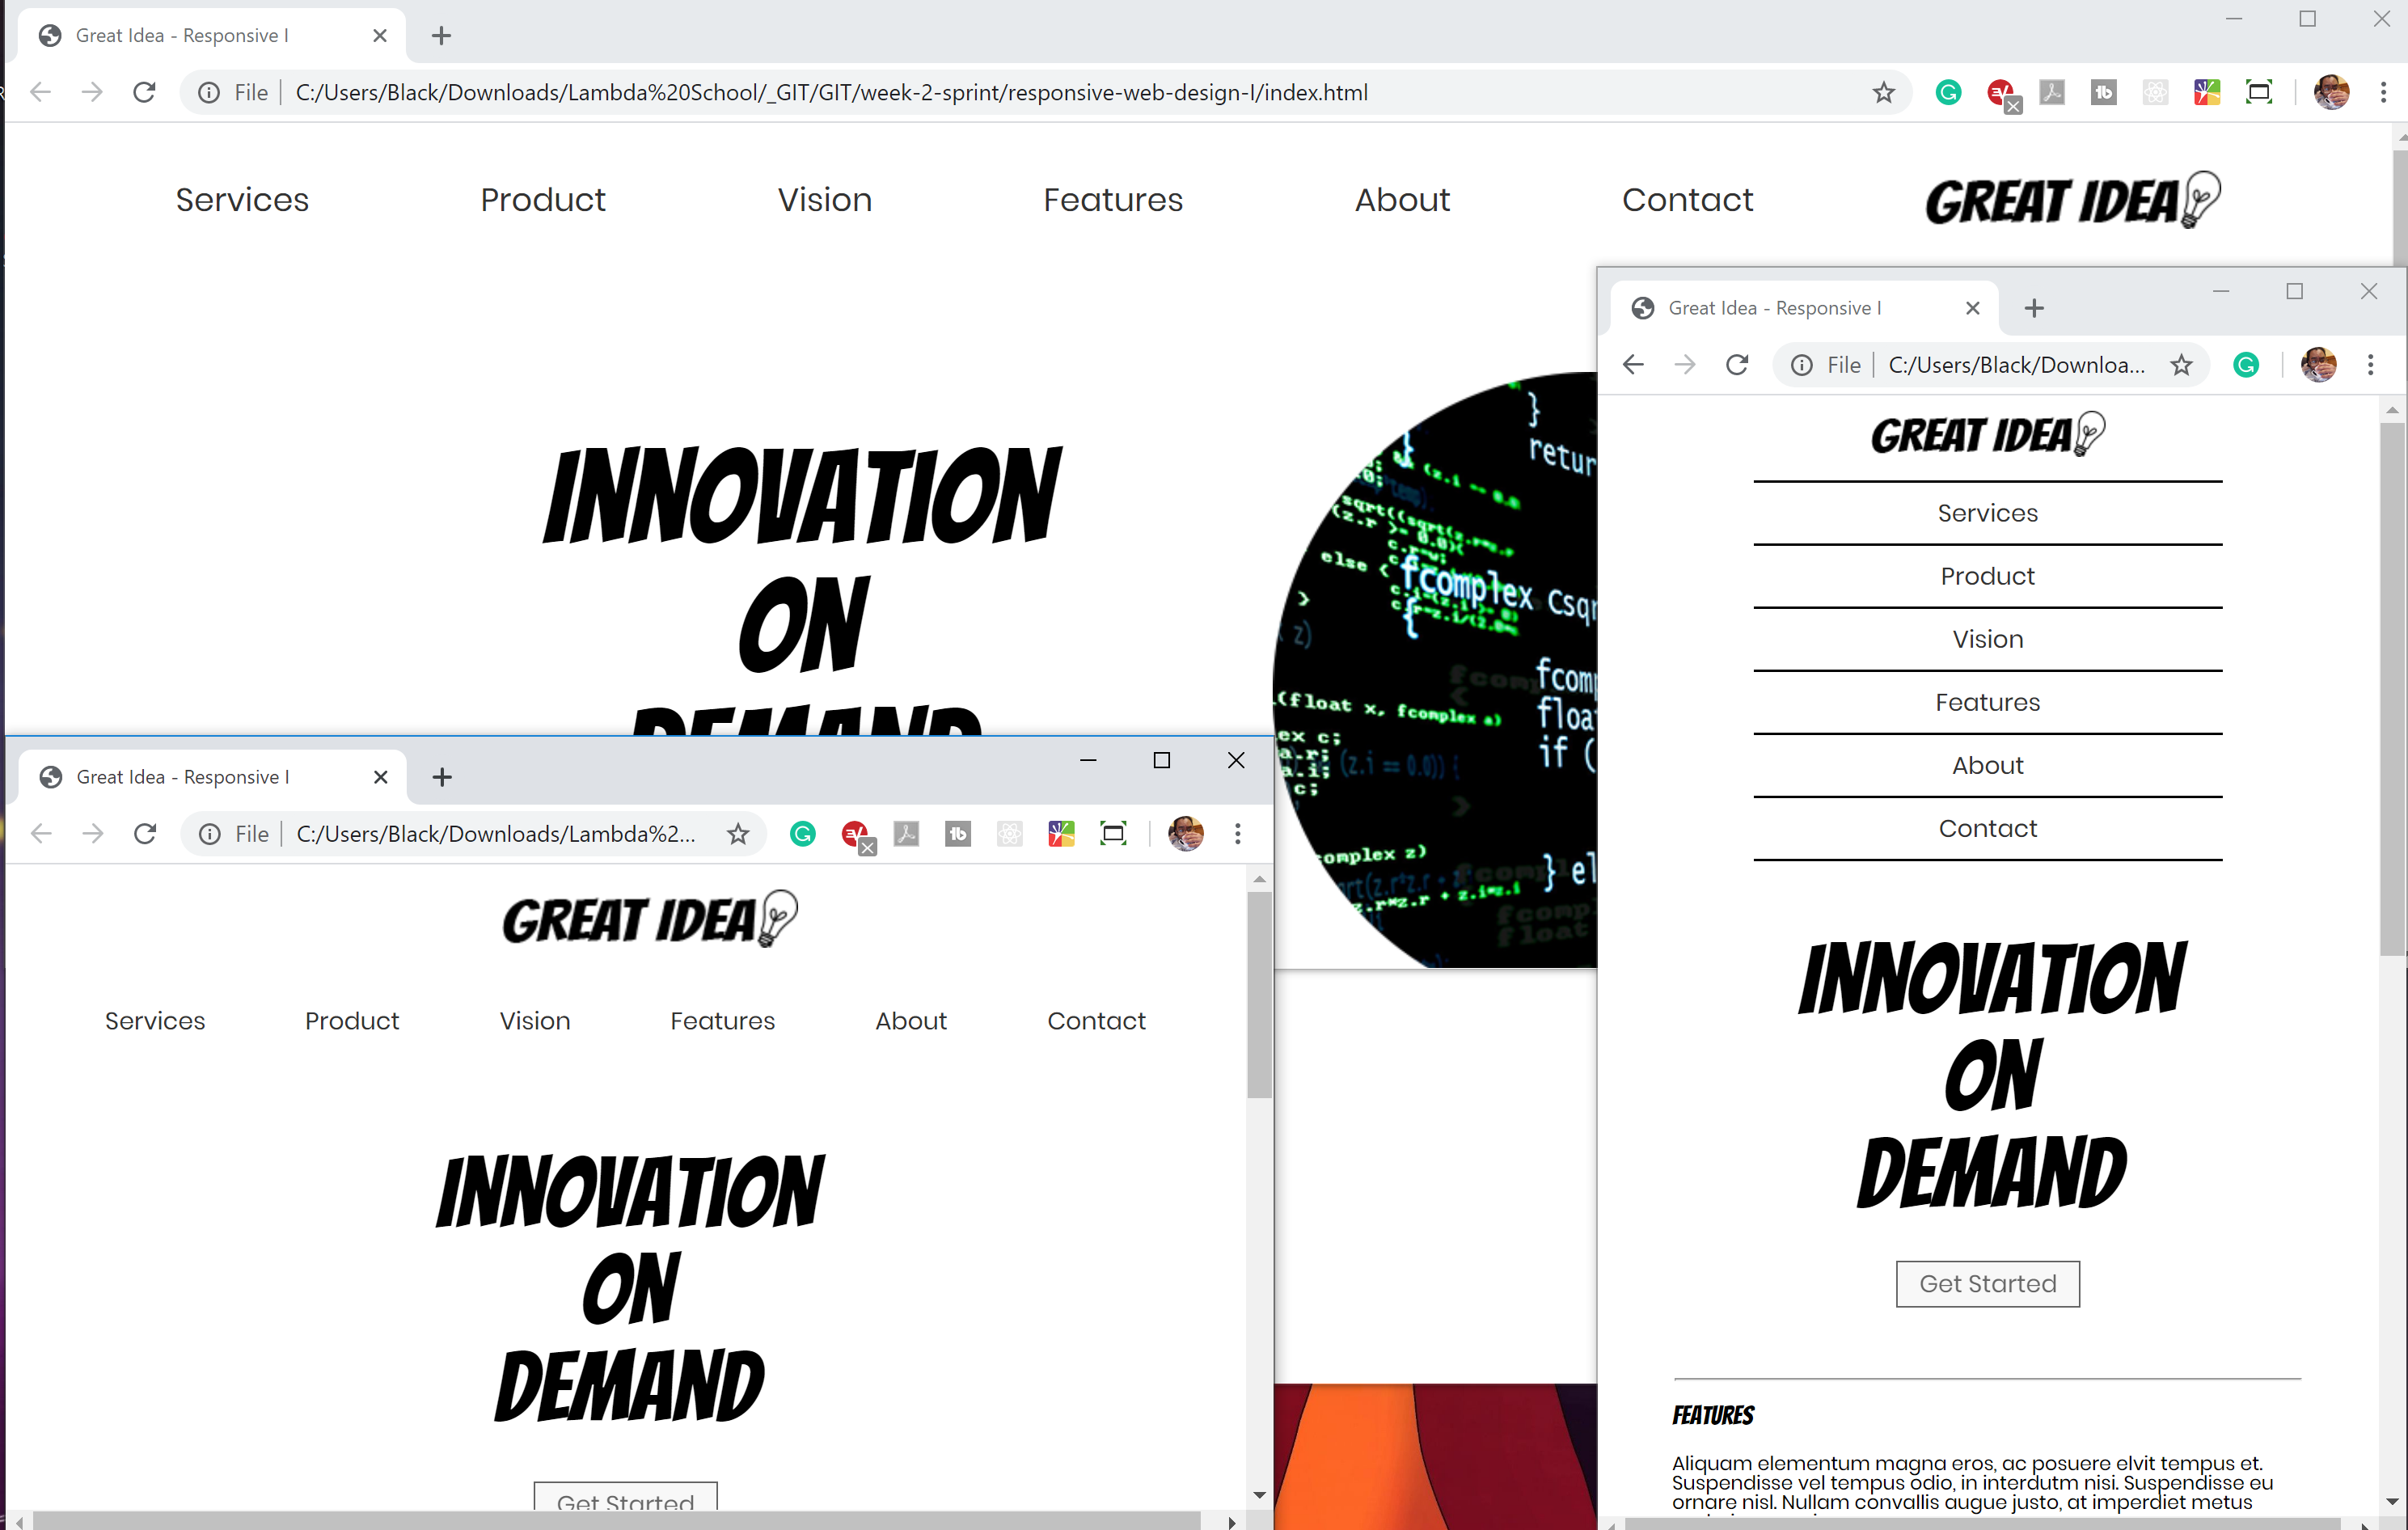 Great Idea - Responsive I
File
C:/Users/Black/Downloads/Lambda%20School/_GIT/GIT/week-2-sprint/responsive-web-design-I/index.html
Services
Product
Vision
Features
About
Contact
GREAT IDEA
INNOVATION
ON
DEMAND
}
retur
else {
fcomplex Csqr
{
fcom
floa
if (
(float x, fcomplex a)
(z.i == 0.0)) {
complex z)
} el
z.r*z.r + z.i*z.i
Great Idea - Responsive I
File
C:/Users/Black/Downloa...
GREAT IDEA
Services
Product
Vision
Features
About
Contact
INNOVATION
ON
DEMAND
Get Started
FEATURES
Aliquam elementum magna eros, ac posuere elvit tempus et.
Suspendisse vel tempus odio, in interdutm nisi. Suspendisse eu
ornare nisl. Nullam convallis augue justo, at imperdiet metus
Great Idea - Responsive I
File
C:/Users/Black/Downloads/Lambda%2...
GREAT IDEA
Services
Product
Vision
Features
About
Contact
INNOVATION
ON
DEMAND
Get Started